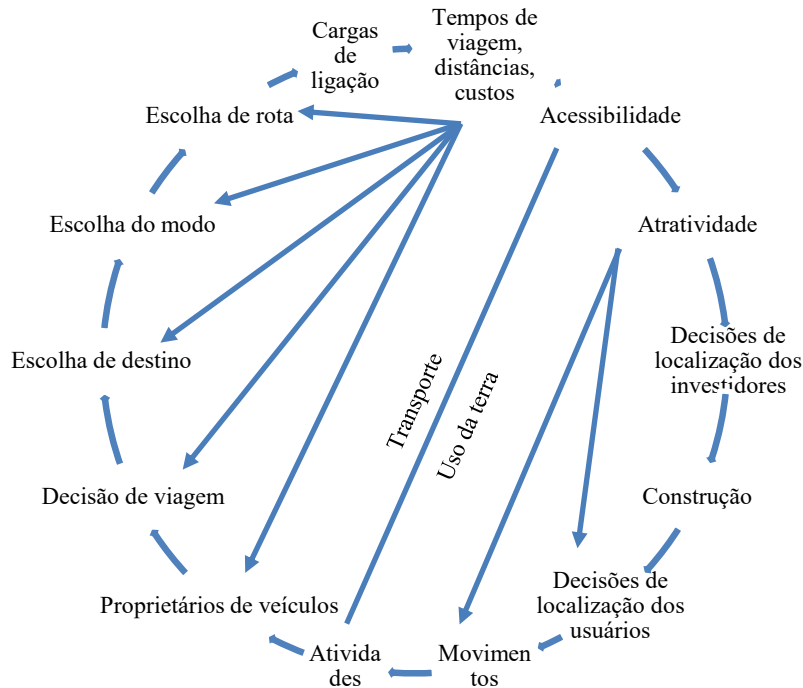 Tempos de
viagem,
distâncias,
custos
Acessibilidade
Atratividade
Decisões de
localização dos
investidores
Construção
Decisões de
localização dos
usuários
Movimen
tos
Ativida
des
Proprietários de veículos
Decisão de viagem
Escolha de destino
Escolha do modo
Escolha de rota
Cargas
de
ligação
Transporte
Uso da terra